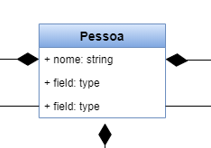 Pessoa
+ nome: string
+ field: type
+ field: type